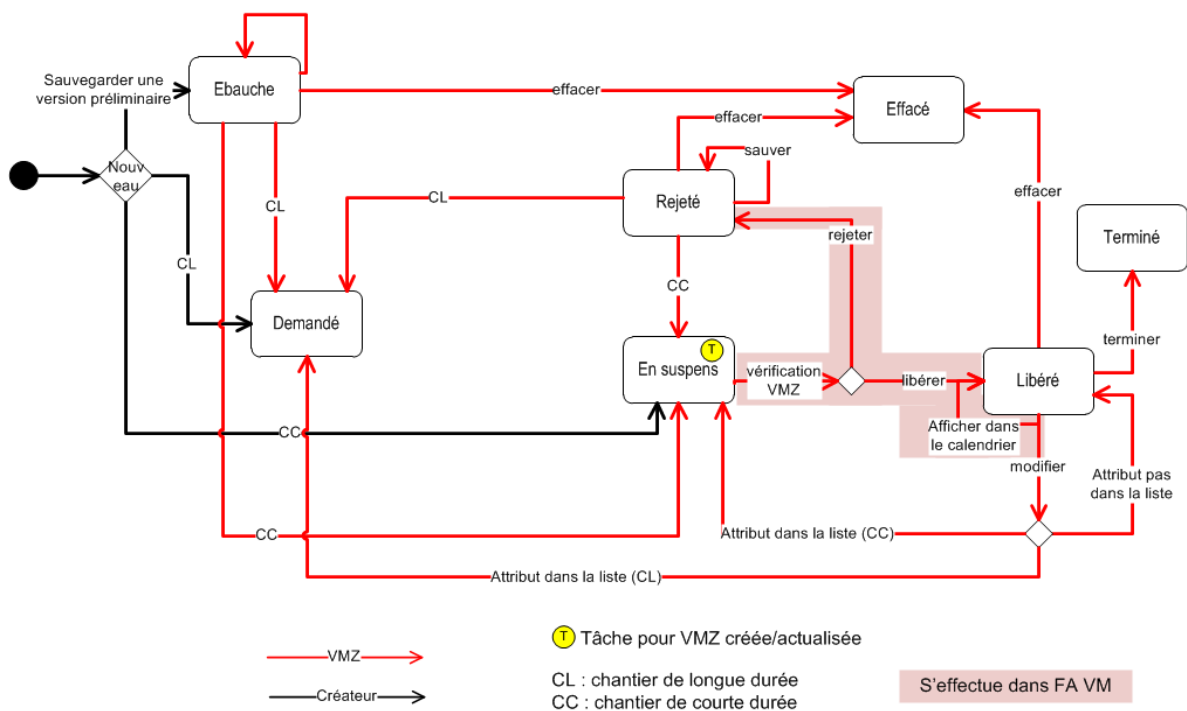 Sauvegarder une
version préliminaire
Ebauche
effacer
Effacé
effacer
sauver
Nouv
eau
CL
CL
Rejeté
effacer
rejeter
Terminé
CL
CC
Demandé
En suspens
T
vérification
VMZ
libérer
Libéré
terminer
Afficher dans
le calendrier
modifier
Attribut pas
dans la liste
CC
CC
Attribut dans la liste (CC)
Attribut dans la liste (CL)
T
Tâche pour VMZ créée/actualisée
VMZ
Créateur
CL : chantier de longue durée
CC : chantier de courte durée
S'effectue dans FA VM